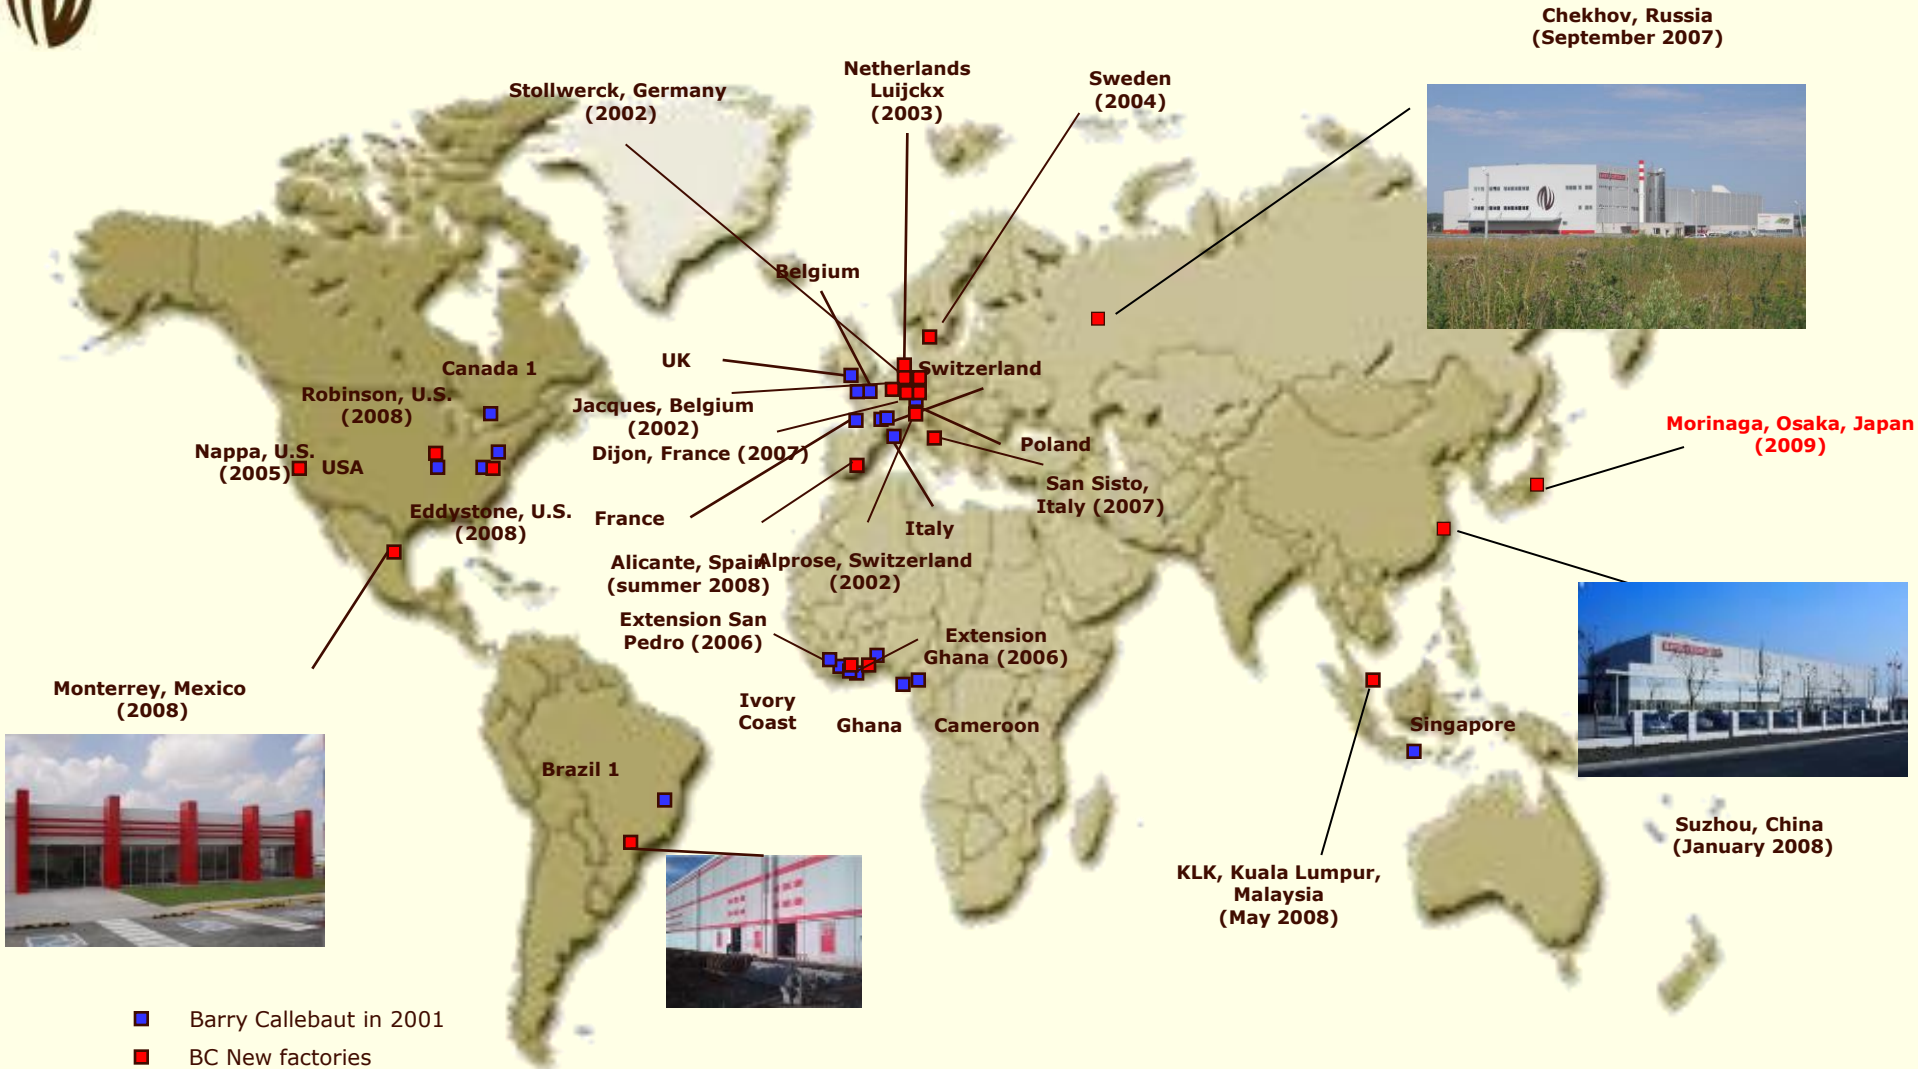 Chekhov, Russia
(September 2007)
Netherlands
Luijckx
(2003)
Sweden
(2004)
Stollwerck, Germany
(2002)
Belgium
UK
Switzerland
Canada 1
Robinson, U.S.
(2008)
Jacques, Belgium
(2002)
Dijon, France (2007)
Poland
Morinaga, Osaka, Japan
(2009)
Nappa, U.S.
(2005)
USA
San Sisto,
Italy (2007)
Eddystone, U.S.
(2008)
France
Italy
Alicante, Spain
(summer 2008)
Alprose, Switzerland
(2002)
Extension San
Pedro (2006)
Extension
Ghana (2006)
Monterrey, Mexico
(2008)
Ivory
Coast
Ghana
Cameroon
Singapore
Brazil 1
Suzhou, China
(January 2008)
KLK, Kuala Lumpur,
Malaysia
(May 2008)
Barry Callebaut in 2001
BC New factories